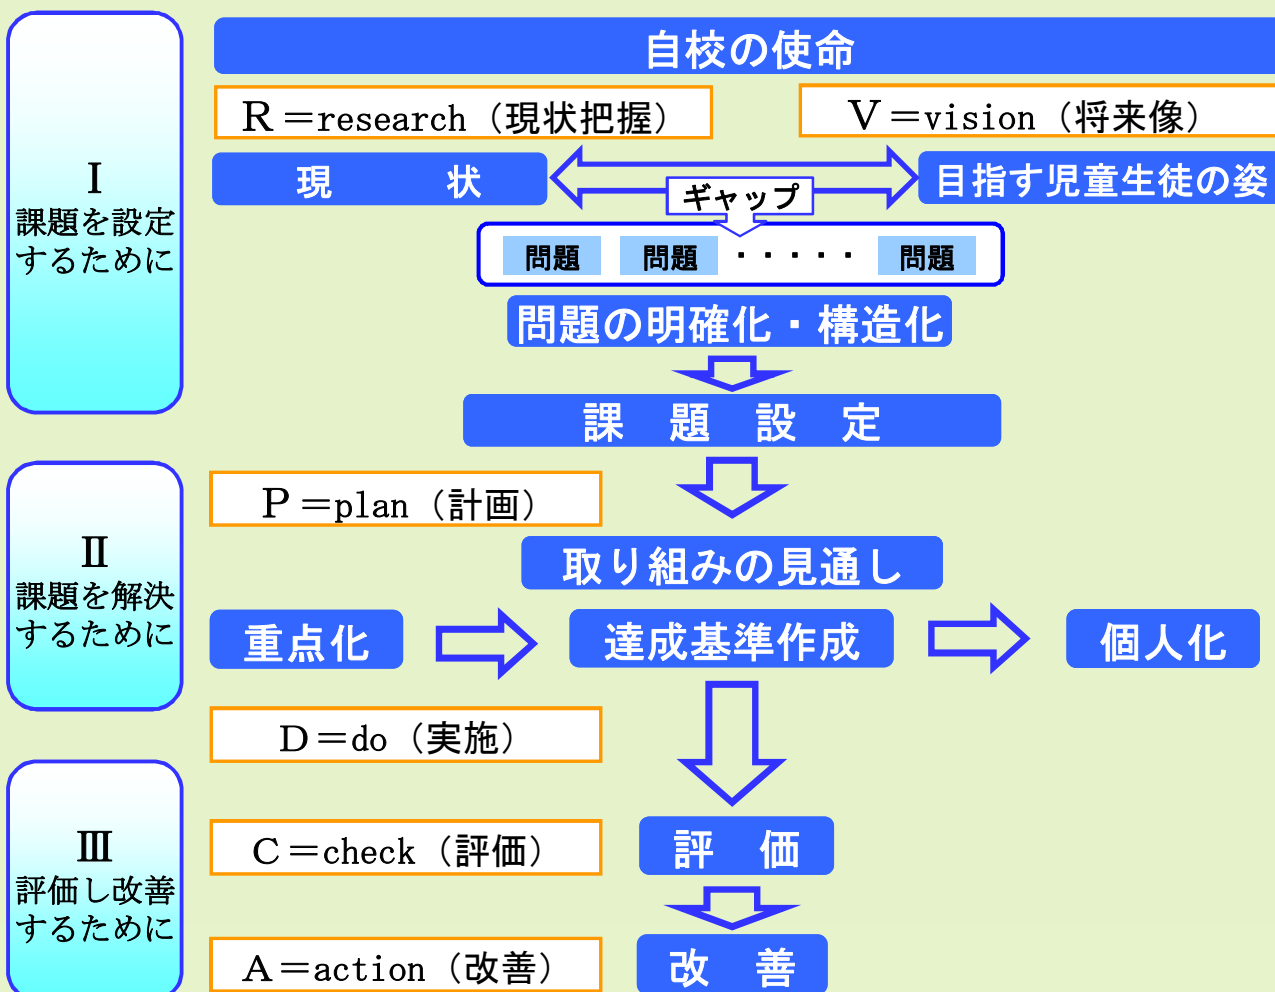 自校の使命
R＝research（現状把握）
V＝vision（将来像）
Ⅰ
課題を設定
するために
現　状
目指す児童生徒の姿
ギャップ
問題 問題 ・・・・・ 問題
問題の明確化・構造化
課題設定
Ⅱ
課題を解決
するために
P＝plan（計画）
取り組みの見通し
重点化
達成基準作成
個人化
D＝do（実施）
Ⅲ
評価し改善
するために
C＝check（評価）
評　価
A＝action（改善）
改　善